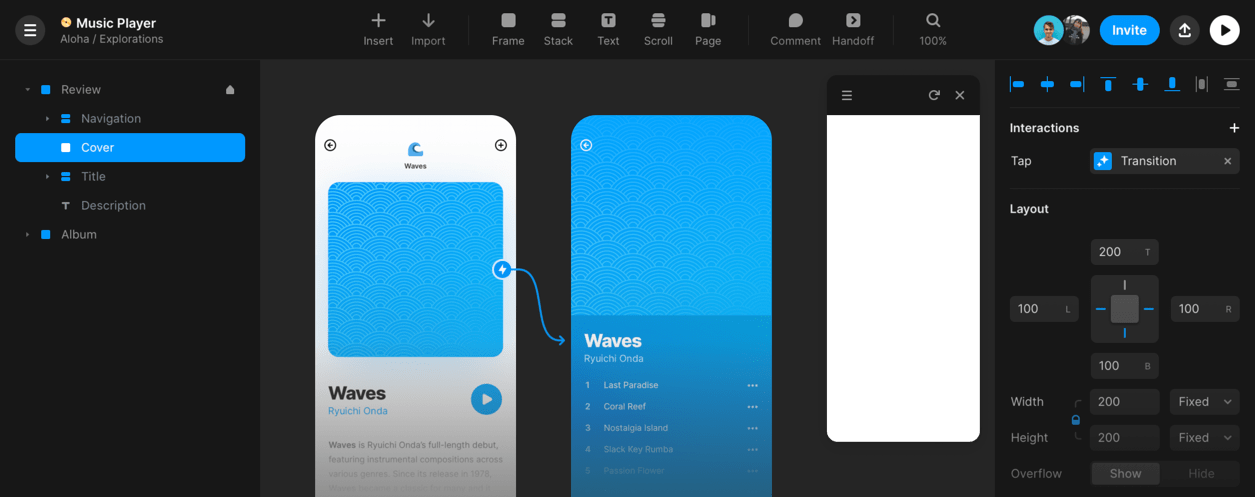 Music Player
Aloha / Explorations
Insert
Import
Frame
Stack
Text
Scroll
Page
Comment
Handoff
100%
Invite
Review
Navigation
Cover
Title
Description
Album
Waves
Waves
Ryuichi Onda
Waves is Ryuichi Onda's full-length debut,
featuring instrumental compositions across
various genres. Since its release in 1976,
Waves
Waves
Ryuichi Onda
1 Last Paradise
2 Coral Reef
3 Nostalgia Island
4 Slack Key Rumba
5 Passion Flower
Interactions
Tap
Transition
Layout
200 T
100 L
100 R
100 B
Width 200 Fixed
Height 200 Fixed
Overflow Show Hide